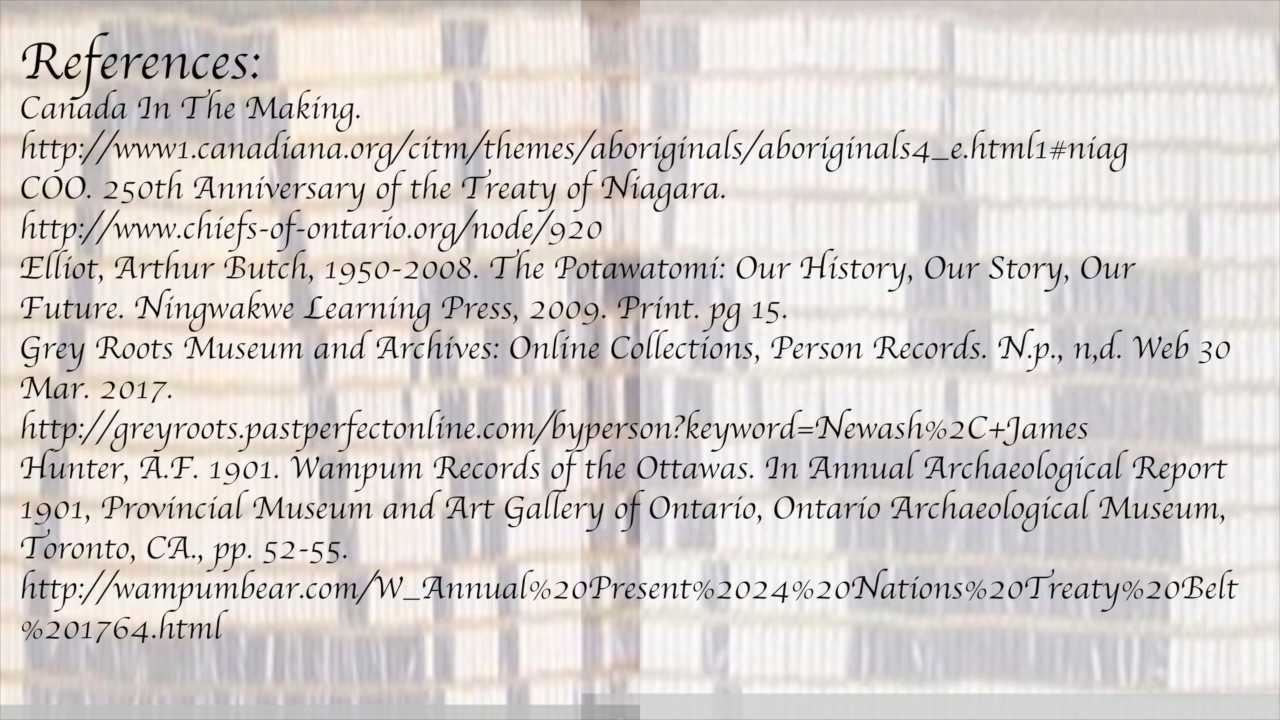 References:
Canada In The Making.
http://www1.canadiana.org/citm/themes/aboriginals/aboriginals4_e.html1#niag
COO. 250th Anniversary of the Treaty of Niagara.
http://www.chiefs-of-ontario.org/node/920
Elliot, Arthur Butch, 1950-2008. The Potawatomi: Our History, Our Story, Our
Future. Ningwakwe Learning Press, 2009. Print. pg 15.
Grey Roots Museum and Archives: Online Collections, Person Records. N.p., n,d. Web 30
Mar. 2017.
http://greyroots.pastperfectonline.com/byperson?keyword=Newash%2C+James
Hunter, A.F. 1901. Wampum Records of the Ottawas. In Annual Archaeological Report
1901, Provincial Museum and Art Gallery of Ontario, Ontario Archaeological Museum,
Toronto, CA., pp. 52-55.
http://wampumbear.com/W_Annual%20Present%2024%20Nations%20Treaty%20Belt
%201764.html